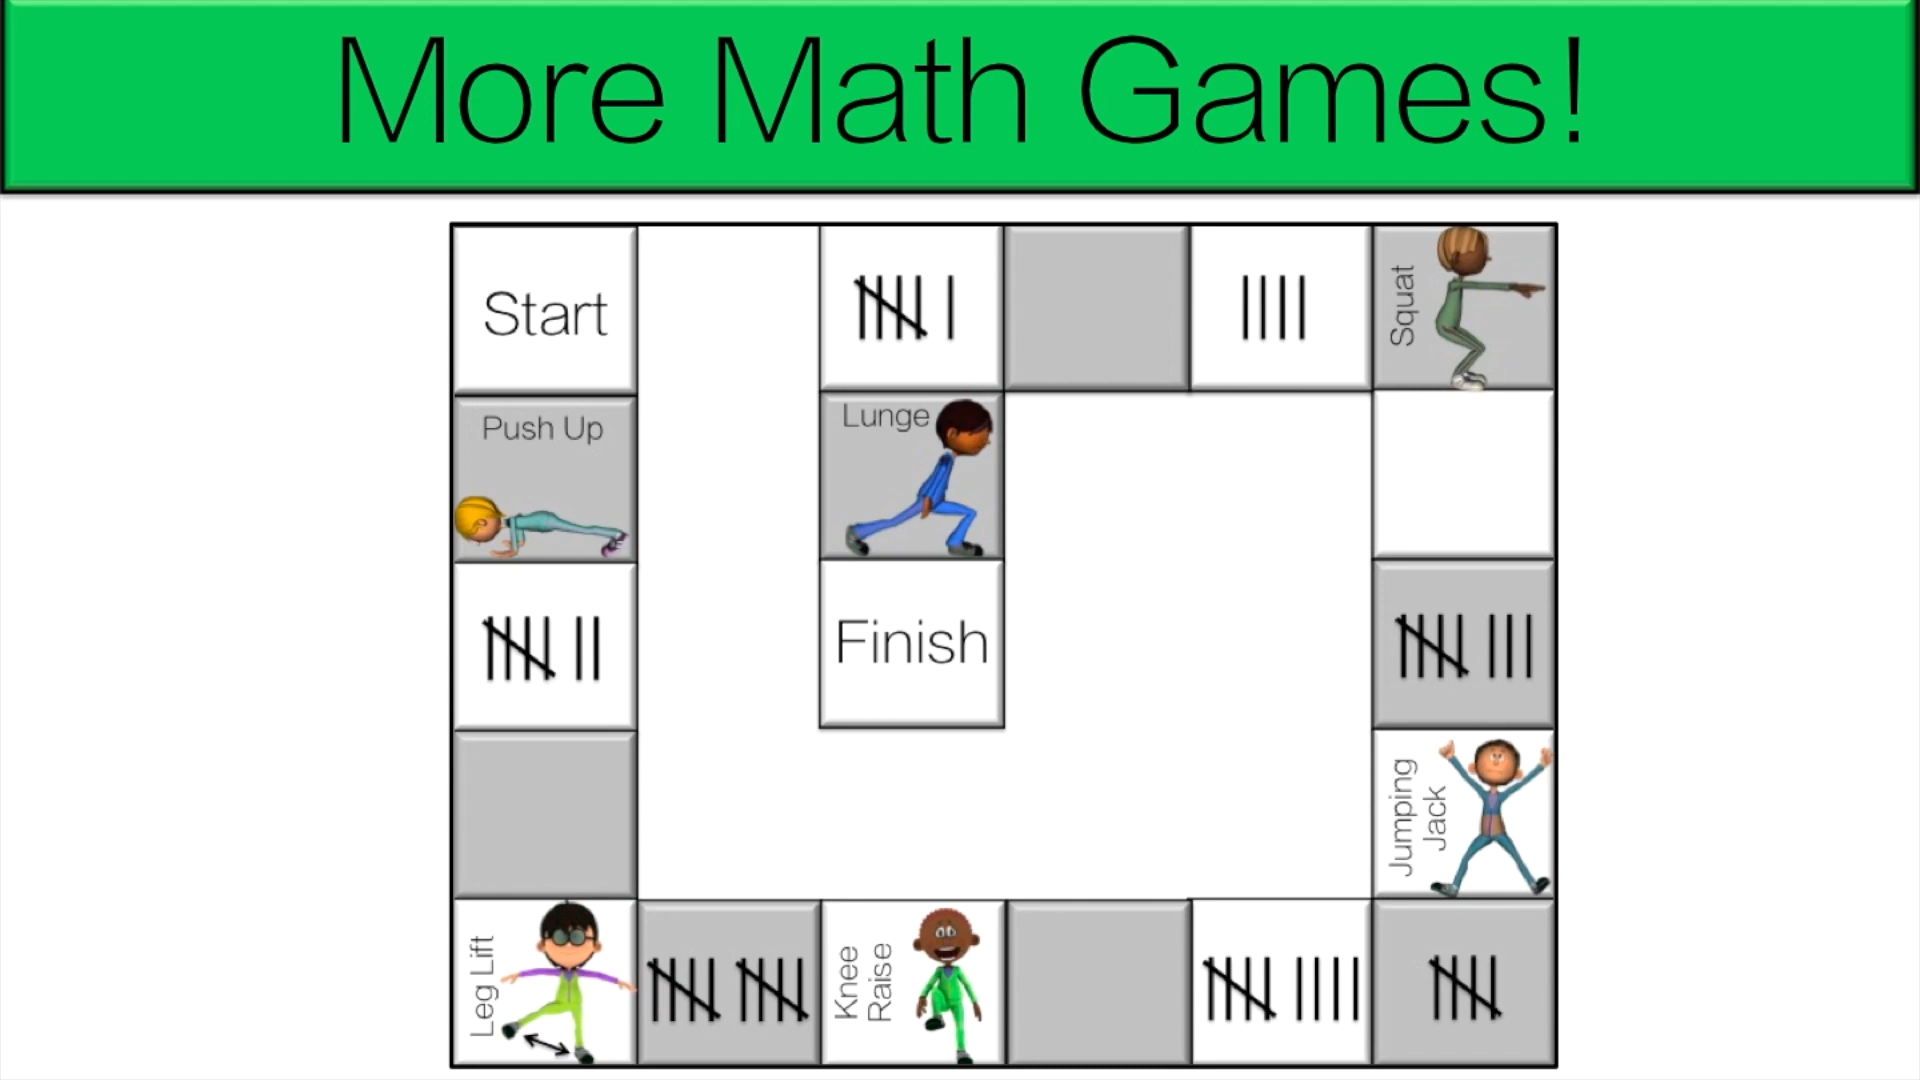 More Math Games!
Start
Squat
Push Up
Lunge
Finish
Jumping
Jack
Leg Lift
Knee
Raise